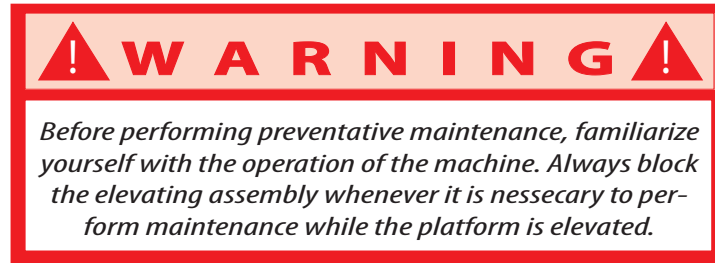 ! WARNING !
Before performing preventative maintenance, familiarize
yourself with the operation of the machine. Always block
the elevating assembly whenever it is nessecary to per-
form maintenance while the platform is elevated.